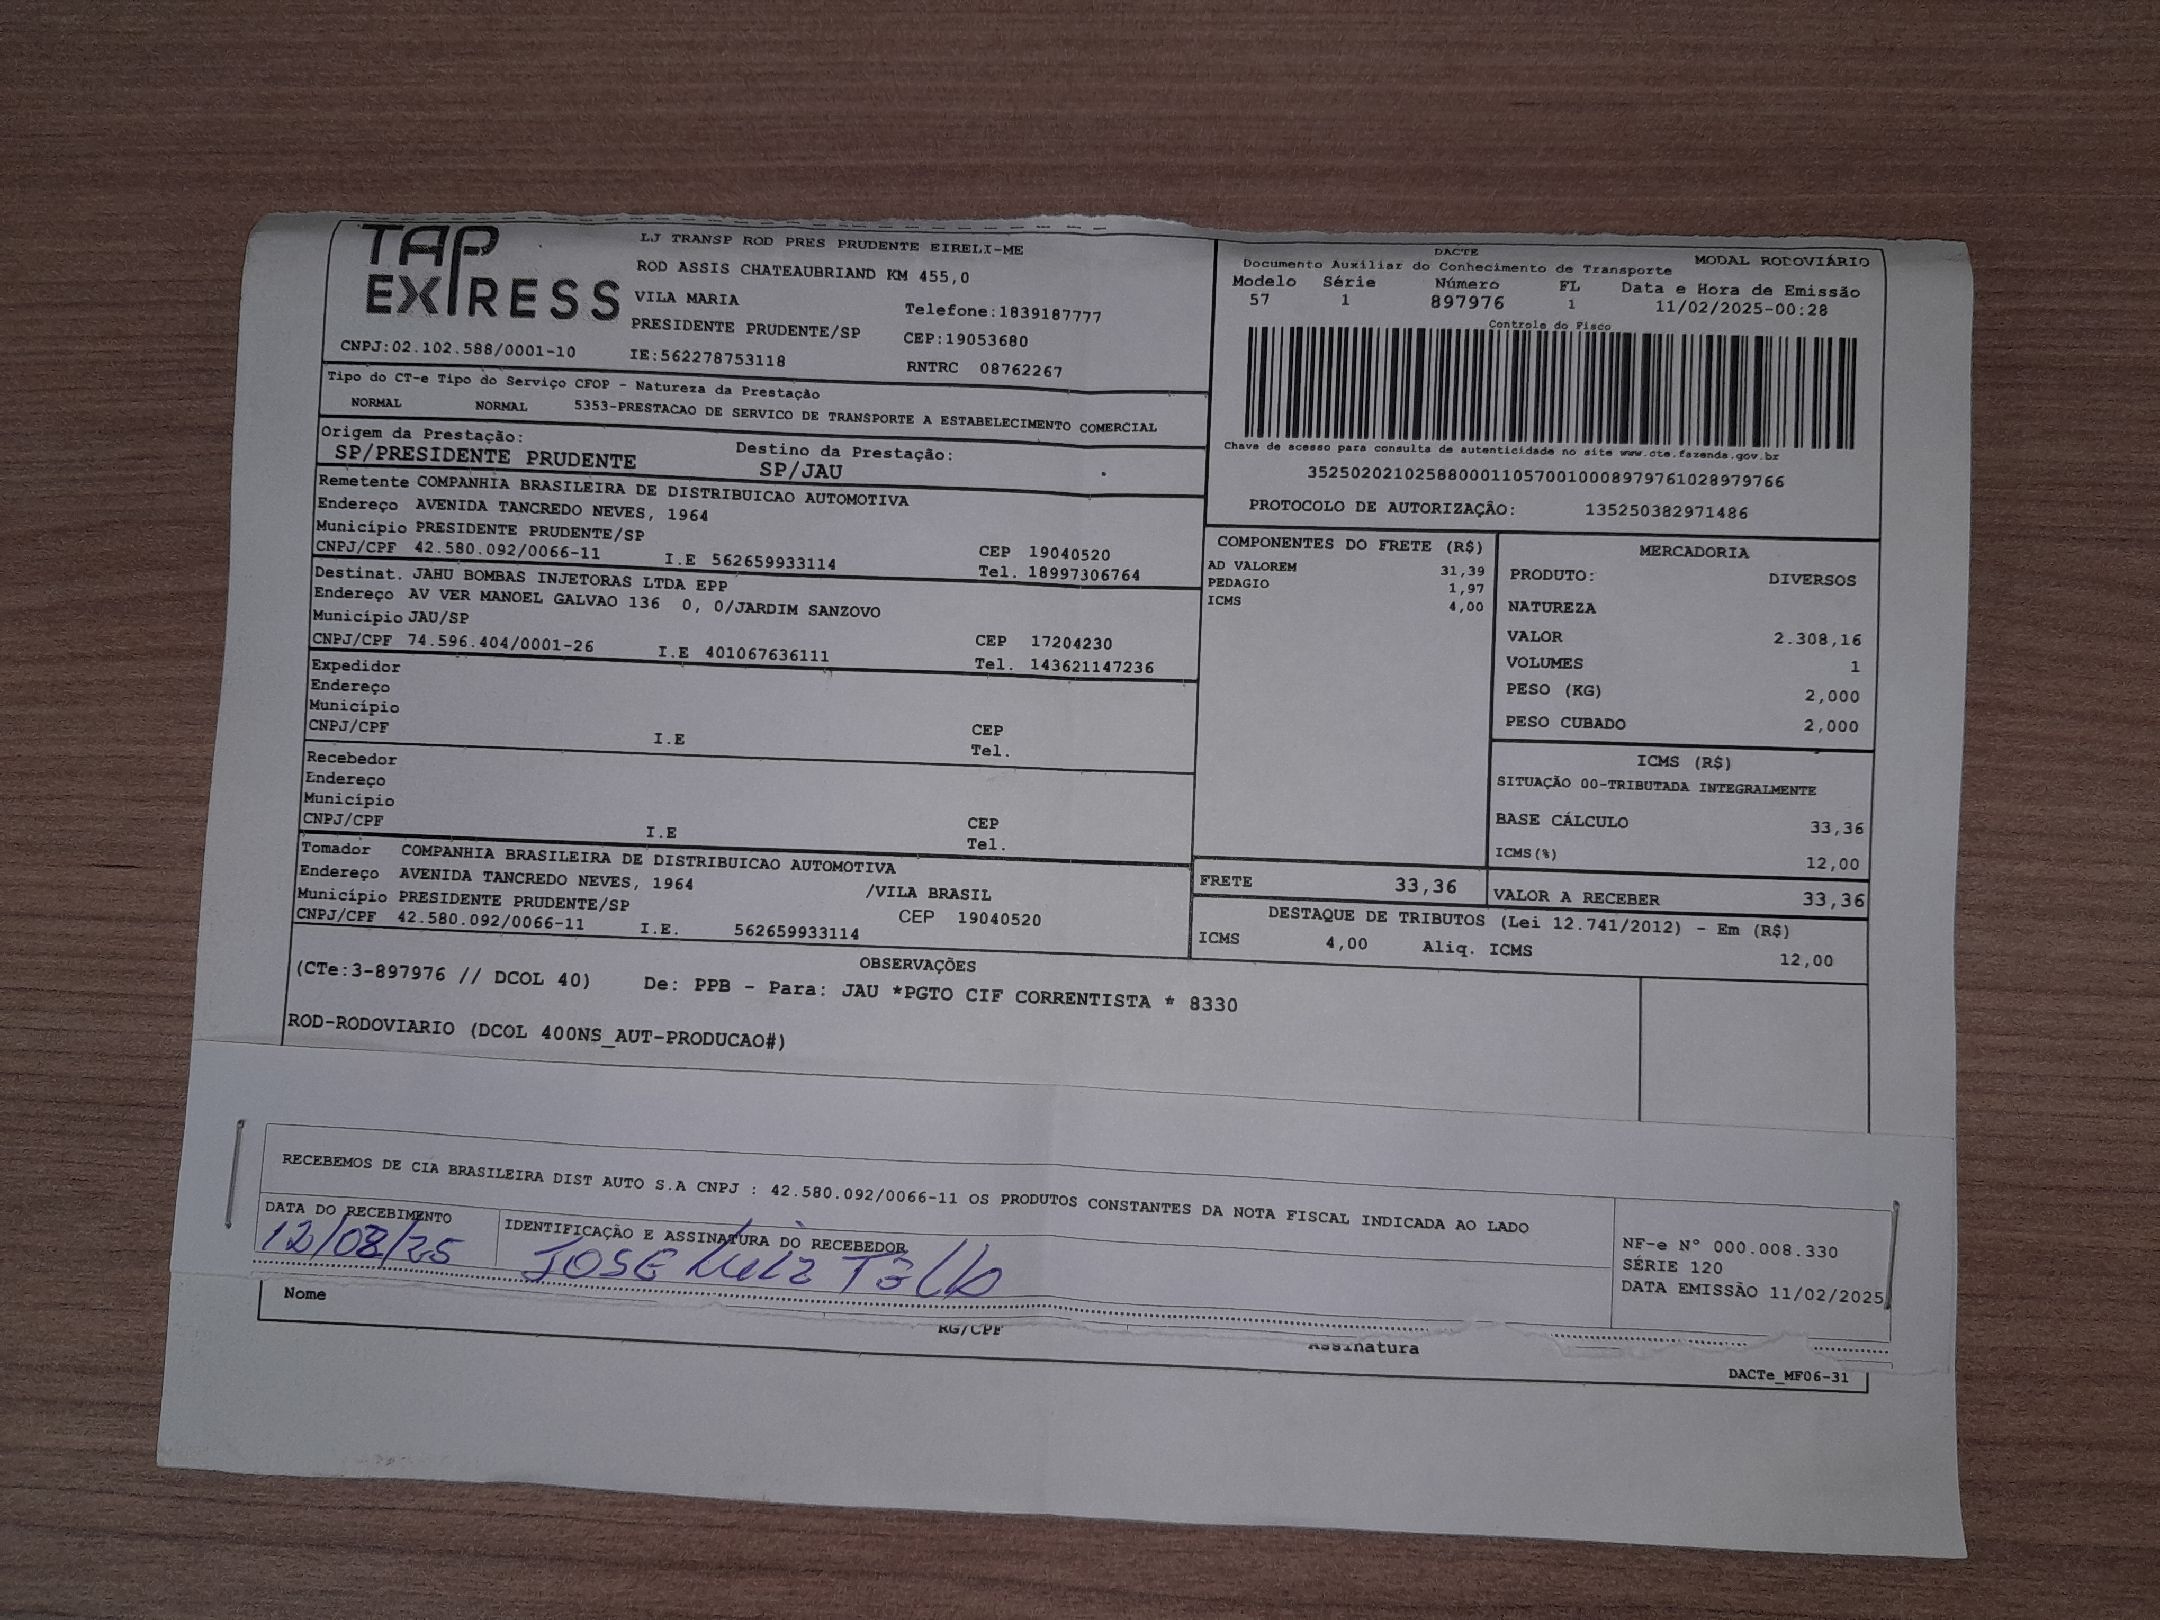 TAP EXPRESS
LJ TRANSP ROD PRES PRUDENTE EIRELI-ME
ROD ASSIS CHATEAUBRIAND KM 455,0
VILA MARIA Telefone:1839187777
PRESIDENTE PRUDENTE/SP CEP:19053680
CNPJ:02.102.588/0001-10 IE:562278753118 RNTRC 08762267
DACTE MODAL RODOVIÁRIO
Documento Auxiliar do Conhecimento de Transporte
Modelo Série Número FL Data e Hora de Emissão
57 1 897976 1 11/02/2025-00:28
Controle do Fisco
Chave de acesso para consulta de autenticidade no site www.cte.fazenda.gov.br
35250202102588000110570010008979761028979766
PROTOCOLO DE AUTORIZAÇÃO: 135250382971486
Tipo do CT-e Tipo do Serviço CFOP - Natureza da Prestação
NORMAL NORMAL 5353-PRESTACAO DE SERVICO DE TRANSPORTE A ESTABELECIMENTO COMERCIAL
Origem da Prestação: Destino da Prestação:
SP/PRESIDENTE PRUDENTE SP/JAU
Remetente COMPANHIA BRASILEIRA DE DISTRIBUICAO AUTOMOTIVA
Endereço AVENIDA TANCREDO NEVES, 1964
Município PRESIDENTE PRUDENTE/SP CEP 19040520
CNPJ/CPF 42.580.092/0066-11 I.E 562659933114 Tel. 18997306764
Destinat. JAHU BOMBAS INJETORAS LTDA EPP
Endereço AV VER MANOEL GALVAO 136 0, 0/JARDIM SANZOVO
Município JAU/SP CEP 17204230
CNPJ/CPF 74.596.404/0001-26 I.E 401067636111 Tel. 143621147236
Expedidor
Endereço
Município CEP
CNPJ/CPF I.E Tel.
Recebedor
Endereço
Município CEP
CNPJ/CPF I.E Tel.
Tomador COMPANHIA BRASILEIRA DE DISTRIBUICAO AUTOMOTIVA
Endereço AVENIDA TANCREDO NEVES, 1964 /VILA BRASIL
Município PRESIDENTE PRUDENTE/SP CEP 19040520
CNPJ/CPF 42.580.092/0066-11 I.E. 562659933114
COMPONENTES DO FRETE (R$)
AD VALOREM 31,39
PEDAGIO 1,97
ICMS 4,00
MERCADORIA
PRODUTO: DIVERSOS
NATUREZA
VALOR 2.308,16
VOLUMES 1
PESO (KG) 2,000
PESO CUBADO 2,000
ICMS (R$)
SITUAÇÃO 00-TRIBUTADA INTEGRALMENTE
BASE CÁLCULO 33,36
ICMS(%) 12,00
FRETE 33,36 VALOR A RECEBER 33,36
DESTAQUE DE TRIBUTOS (Lei 12.741/2012) - Em (R$)
ICMS 4,00 Aliq. ICMS 12,00
OBSERVAÇÕES
(CTe:3-897976 // DCOL 40) De: PPB - Para: JAU *PGTO CIF CORRENTISTA * 8330
ROD-RODOVIARIO (DCOL 400NS_AUT-PRODUCAO#)
RECEBEMOS DE CIA BRASILEIRA DIST AUTO S.A CNPJ : 42.580.092/0066-11 OS PRODUTOS CONSTANTES DA NOTA FISCAL INDICADA AO LADO
DATA DO RECEBIMENTO IDENTIFICAÇÃO E ASSINATURA DO RECEBEDOR
12/02/25 JOSE Luiz Tello
NF-e Nº 000.008.330
SÉRIE 120
DATA EMISSÃO 11/02/2025
Nome RG/CPF Assinatura
DACTe_MF06-31